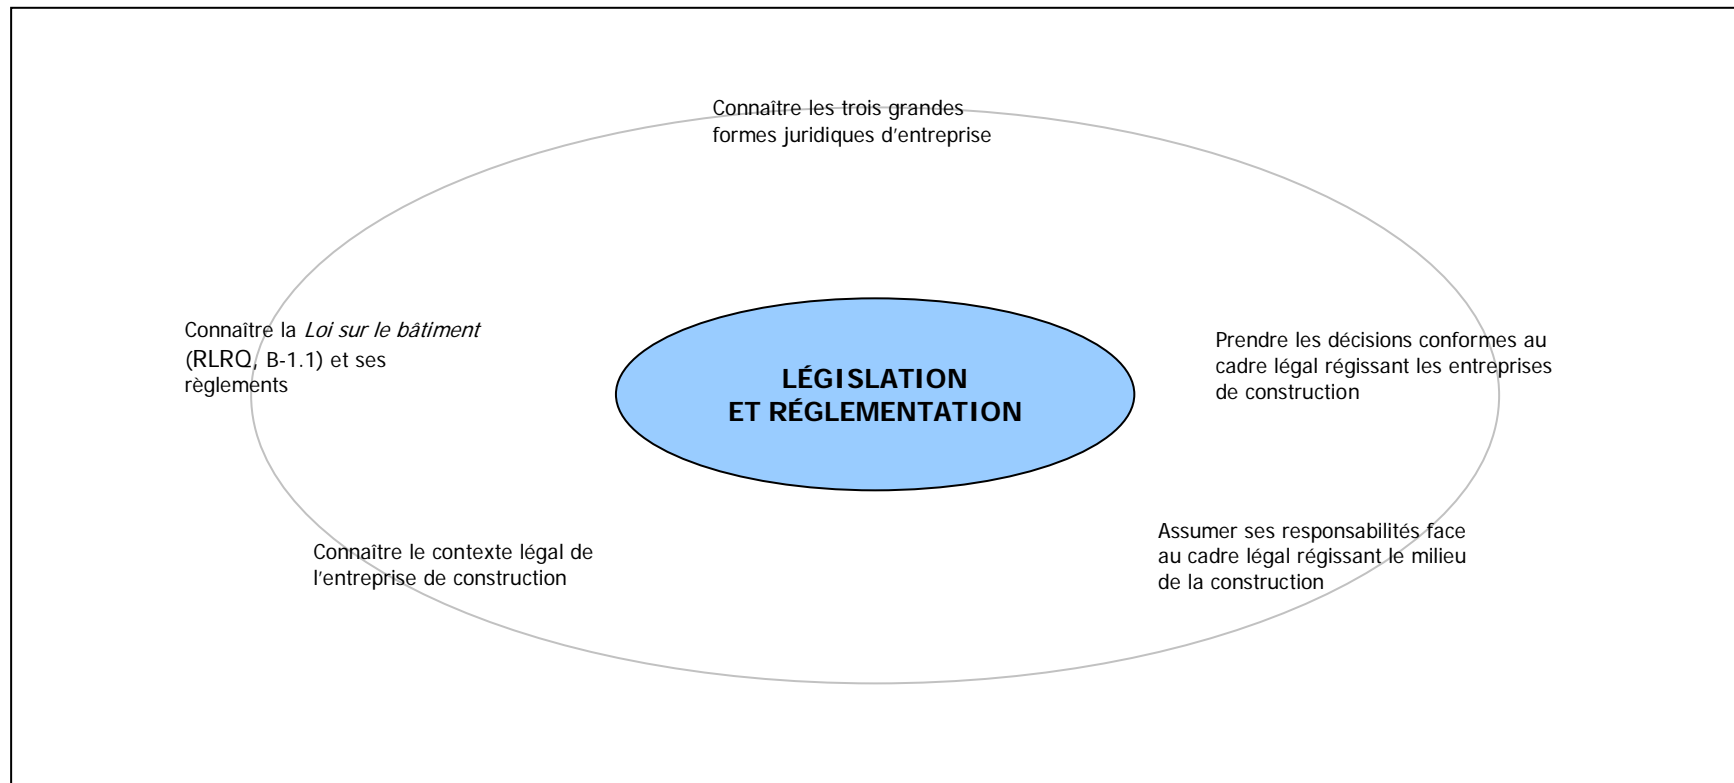 Connaître les trois grandes
formes juridiques d'entreprise
Connaître la Loi sur le bâtiment
(RLRQ, B-1.1) et ses
règlements
Prendre les décisions conformes au
cadre légal régissant les entreprises
de construction
LÉGISLATION
ET RÉGLEMENTATION
Connaître le contexte légal de
l'entreprise de construction
Assumer ses responsabilités face
au cadre légal régissant le milieu
de la construction